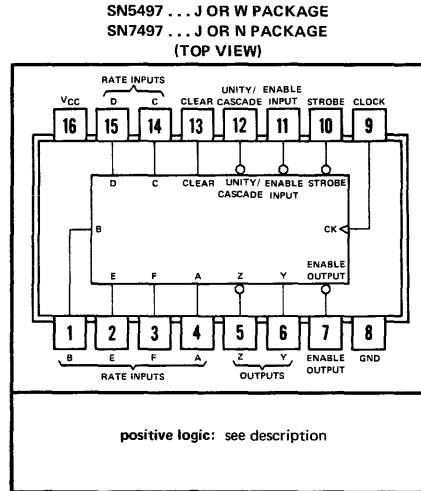 SN5497 . . . J OR W PACKAGE
SN7497 . . . J OR N PACKAGE
(TOP VIEW)
RATE INPUTS
VCC D C CLEAR UNITY/ CASCADE ENABLE INPUT STROBE CLOCK
16 15 14 13 12 11 10 9
D C CLEAR UNITY/ CASCADE ENABLE INPUT STROBE
B CK
ENABLE OUTPUT
E F A Z Y
1 2 3 4 5 6 7 8
B E F A Z Y ENABLE OUTPUT GND
RATE INPUTS OUTPUTS
positive logic: see description